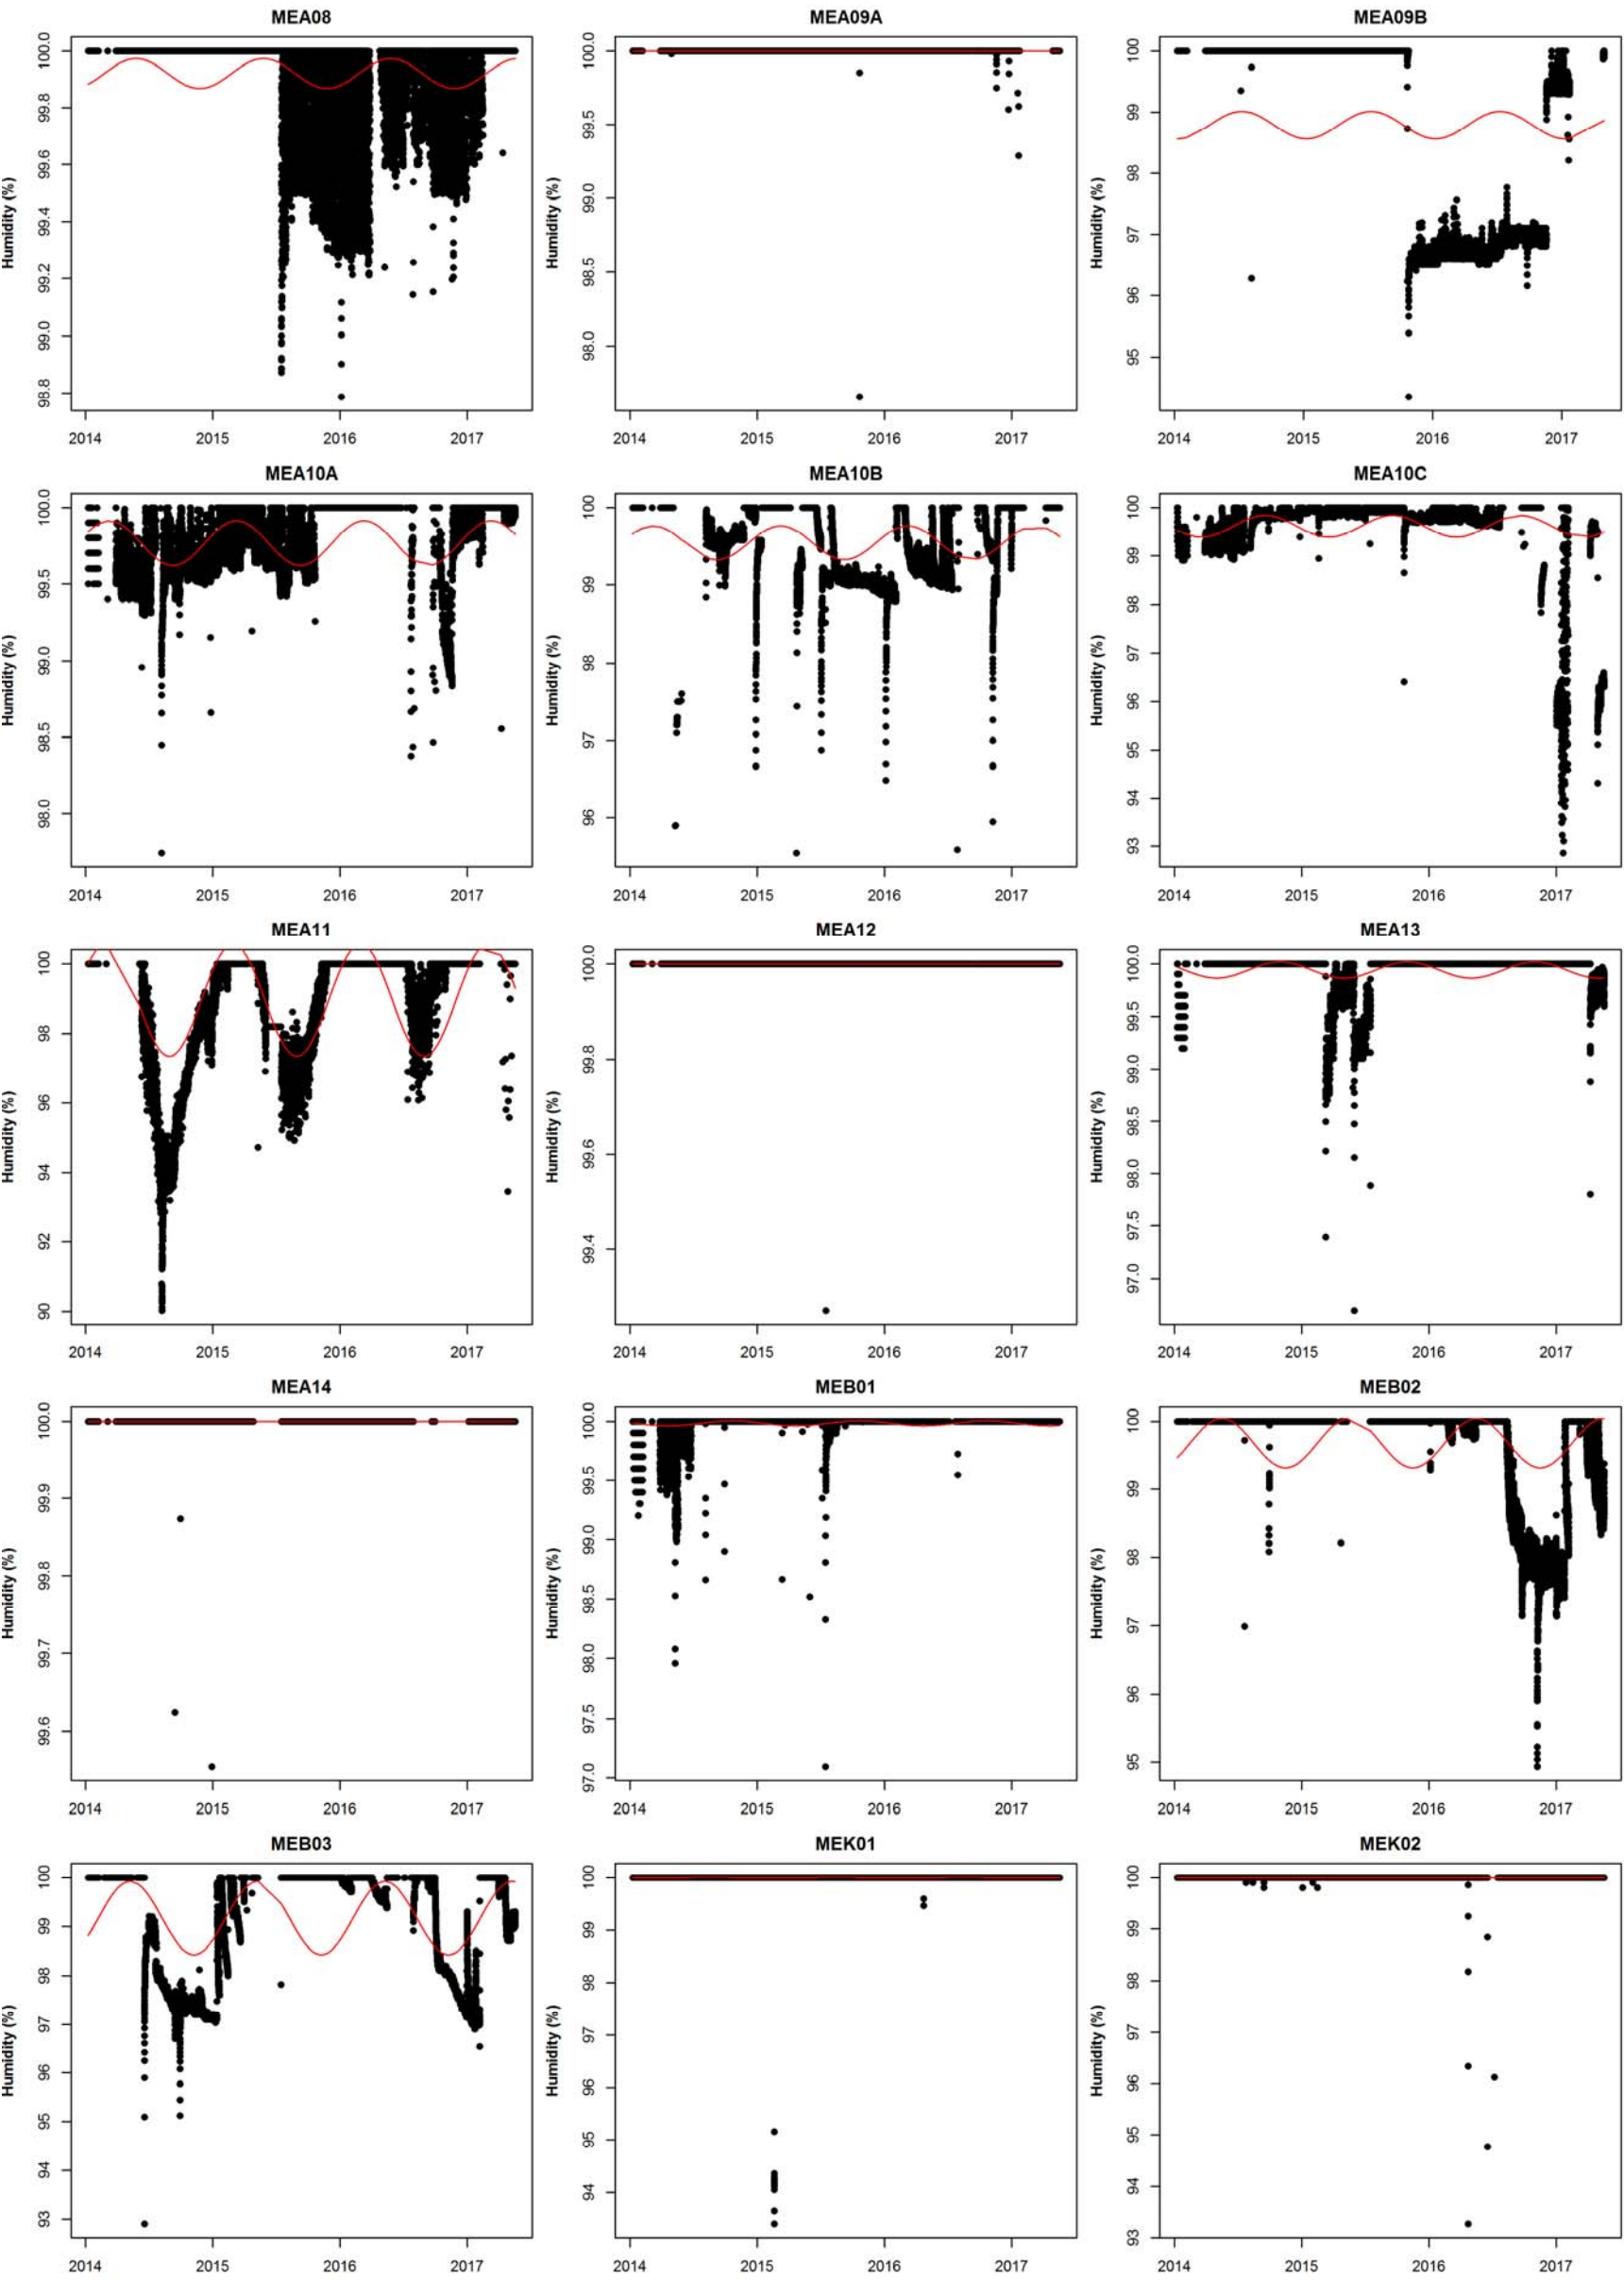 MEA08 MEA09A MEA09B
Humidity (%) Humidity (%) Humidity (%)
100.0 99.8 99.6 99.4 99.2 99.0 98.8
100.0 99.5 99.0 98.5 98.0
100 99 98 97 96 95
2014 2015 2016 2017 2014 2015 2016 2017 2014 2015 2016 2017
MEA10A MEA10B MEA10C
Humidity (%) Humidity (%) Humidity (%)
100.0 99.5 99.0 98.5 98.0
100 99 98 97 96
100 99 98 97 96 95 94 93
2014 2015 2016 2017 2014 2015 2016 2017 2014 2015 2016 2017
MEA11 MEA12 MEA13
Humidity (%) Humidity (%) Humidity (%)
100 98 96 94 92 90
100.0 99.8 99.6 99.4
100.0 99.5 99.0 98.5 98.0 97.5 97.0
2014 2015 2016 2017 2014 2015 2016 2017 2014 2015 2016 2017
MEA14 MEB01 MEB02
Humidity (%) Humidity (%) Humidity (%)
100.0 99.9 99.8 99.7 99.6
100.0 99.5 99.0 98.5 98.0 97.5 97.0
100 99 98 97 96 95
2014 2015 2016 2017 2014 2015 2016 2017 2014 2015 2016 2017
MEB03 MEK01 MEK02
Humidity (%) Humidity (%) Humidity (%)
100 99 98 97 96 95 94 93
100 99 98 97 96 95 94
100 99 98 97 96 95 94 93
2014 2015 2016 2017 2014 2015 2016 2017 2014 2015 2016 2017